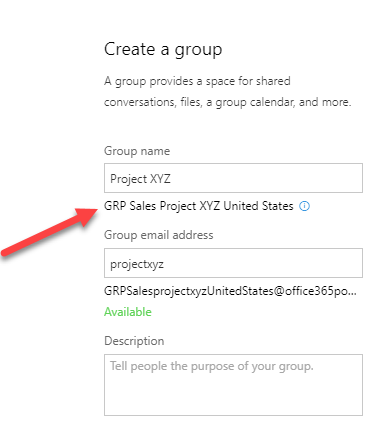 Create a group
A group provides a space for shared
conversations, files, a group calendar, and more.
Group name
Project XYZ
GRP Sales Project XYZ United States
Group email address
projectxyz
GRPSalesprojectxyzUnitedStates@office365po...
Available
Description
Tell people the purpose of your group.